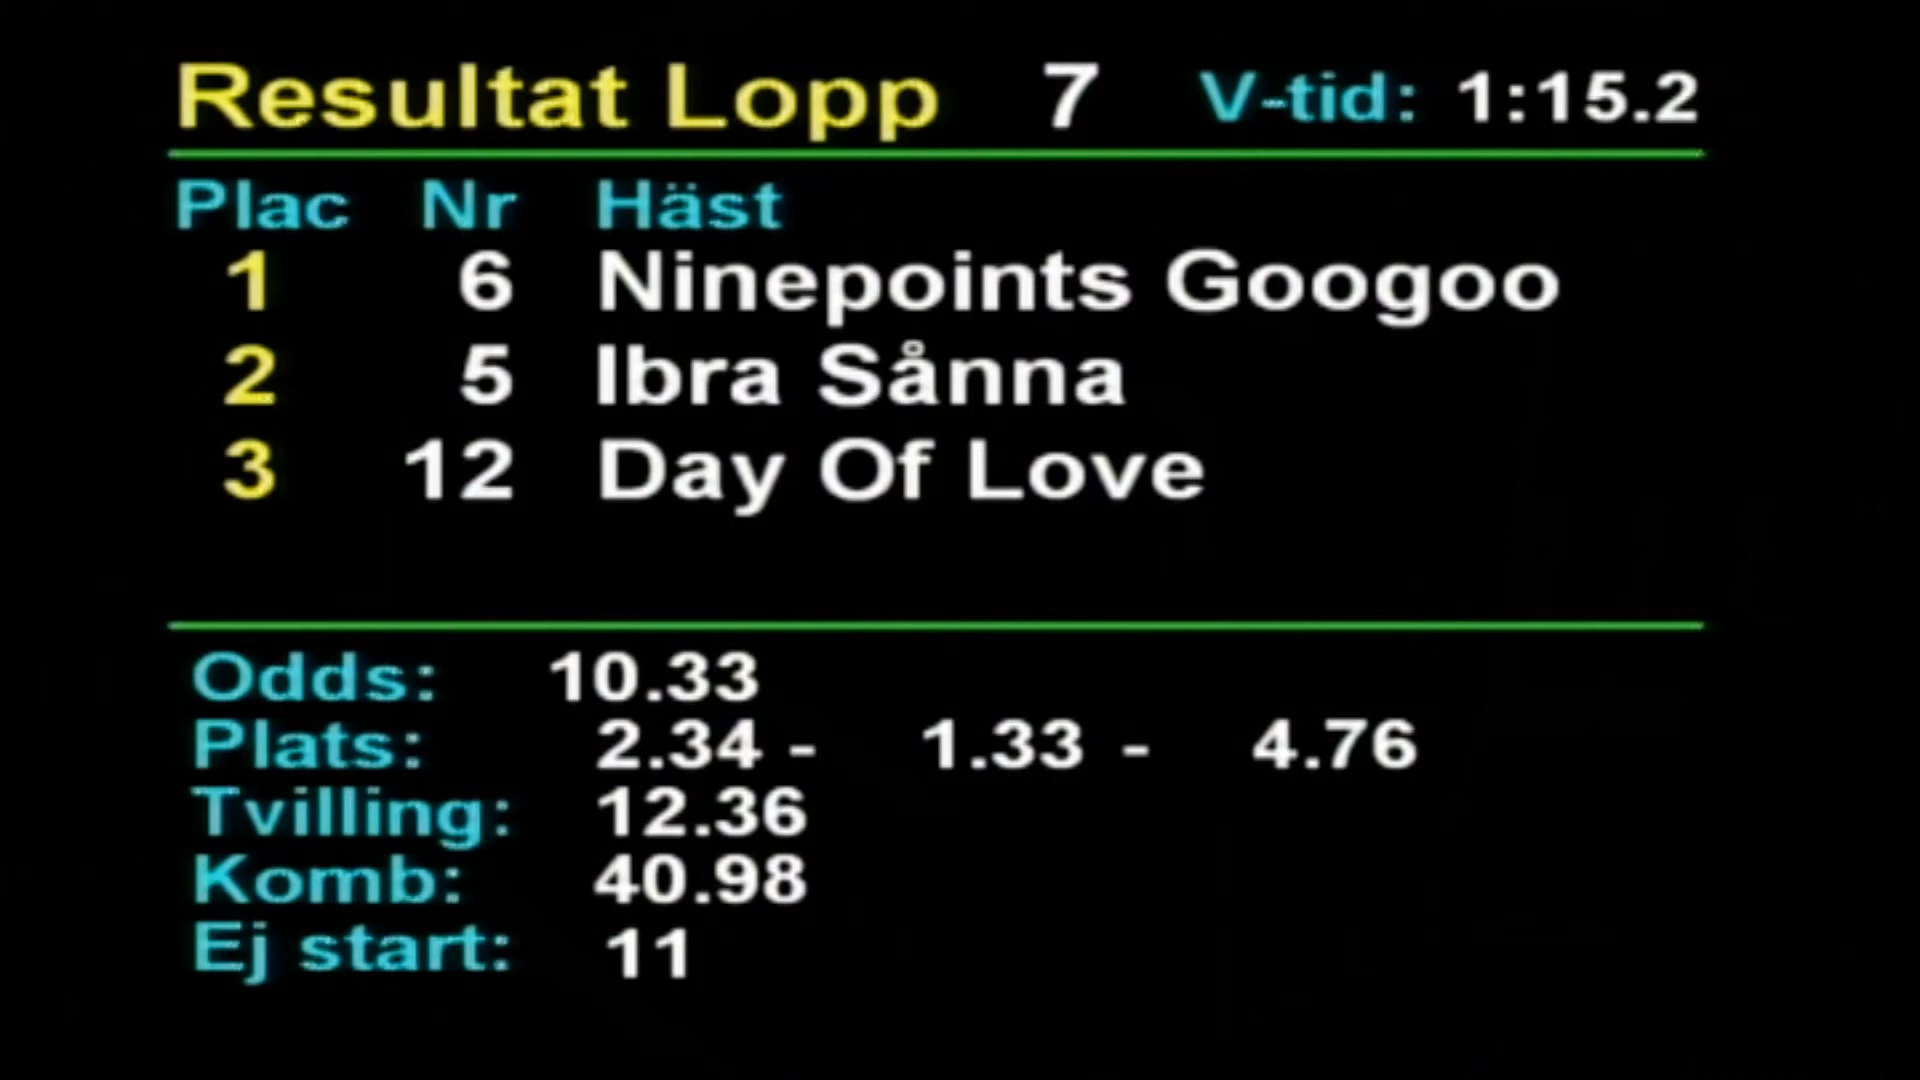 Resultat Lopp 7 V-tid: 1:15.2
Plac Nr Häst
1 6 Ninepoints Googoo
2 5 Ibra Sånna
3 12 Day Of Love
Odds: 10.33
Plats: 2.34 - 1.33 - 4.76
Tvilling: 12.36
Komb: 40.98
Ej start: 11